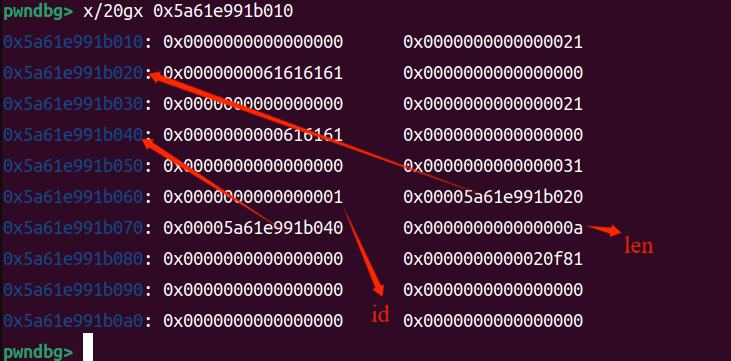 pwndbg> x/20gx 0x5a61e991b010
0x5a61e991b010: 0x0000000000000000 0x0000000000000021
0x5a61e991b020: 0x0000000061616161 0x0000000000000000
0x5a61e991b030: 0x0000000000000000 0x0000000000000021
0x5a61e991b040: 0x0000000000616161 0x0000000000000000
0x5a61e991b050: 0x0000000000000000 0x0000000000000031
0x5a61e991b060: 0x0000000000000001 0x00005a61e991b020
0x5a61e991b070: 0x00005a61e991b040 0x000000000000000a
len
0x5a61e991b080: 0x0000000000000000 0x0000000000020f81
0x5a61e991b090: 0x0000000000000000 0x0000000000000000
id
0x5a61e991b0a0: 0x0000000000000000 0x0000000000000000
pwndbg>